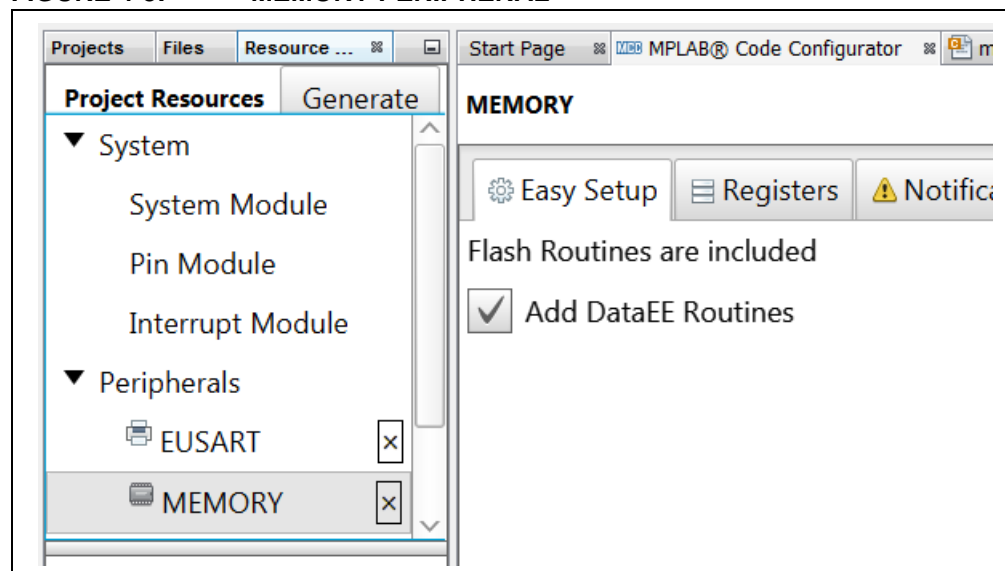 Projects Files Resource ...
Project Resources Generate
System
System Module
Pin Module
Interrupt Module
Peripherals
EUSART
MEMORY
Start Page MPLAB® Code Configurator m
MEMORY
Easy Setup Registers Notifica
Flash Routines are included
Add DataEE Routines